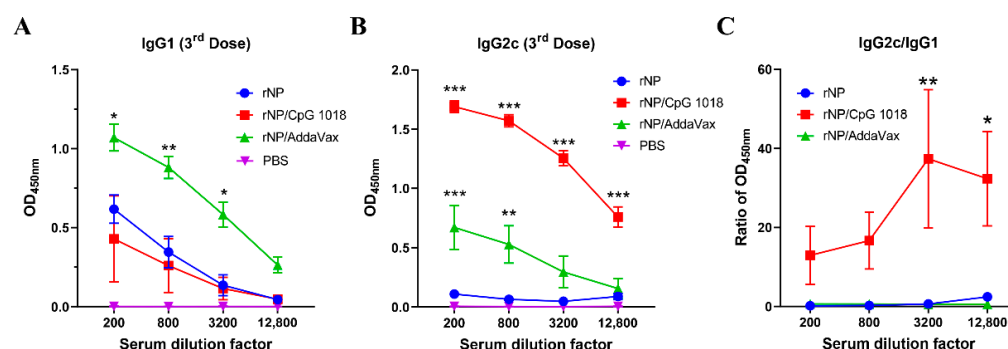 A
IgG1 (3rd Dose)
1.5
1.0
0.5
0.0
OD450nm
rNP
rNP/CpG 1018
rNP/AddaVax
PBS
*
**
*
200 800 3200 12,800
Serum dilution factor
B
IgG2c (3rd Dose)
2.0
1.5
1.0
0.5
0.0
OD450nm
rNP
rNP/CpG 1018
rNP/AddaVax
PBS
***
***
***
***
***
**
200 800 3200 12,800
Serum dilution factor
C
IgG2c/IgG1
60
40
20
0
Ratio of OD450nm
rNP
rNP/CpG 1018
rNP/AddaVax
**
*
200 800 3200 12,800
Serum dilution factor